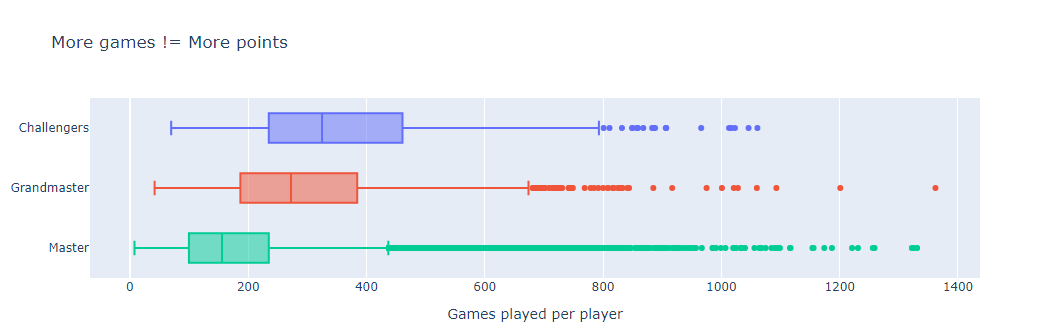 More games != More points
Challengers
Grandmaster
Master
0 200 400 600 800 1000 1200 1400
Games played per player